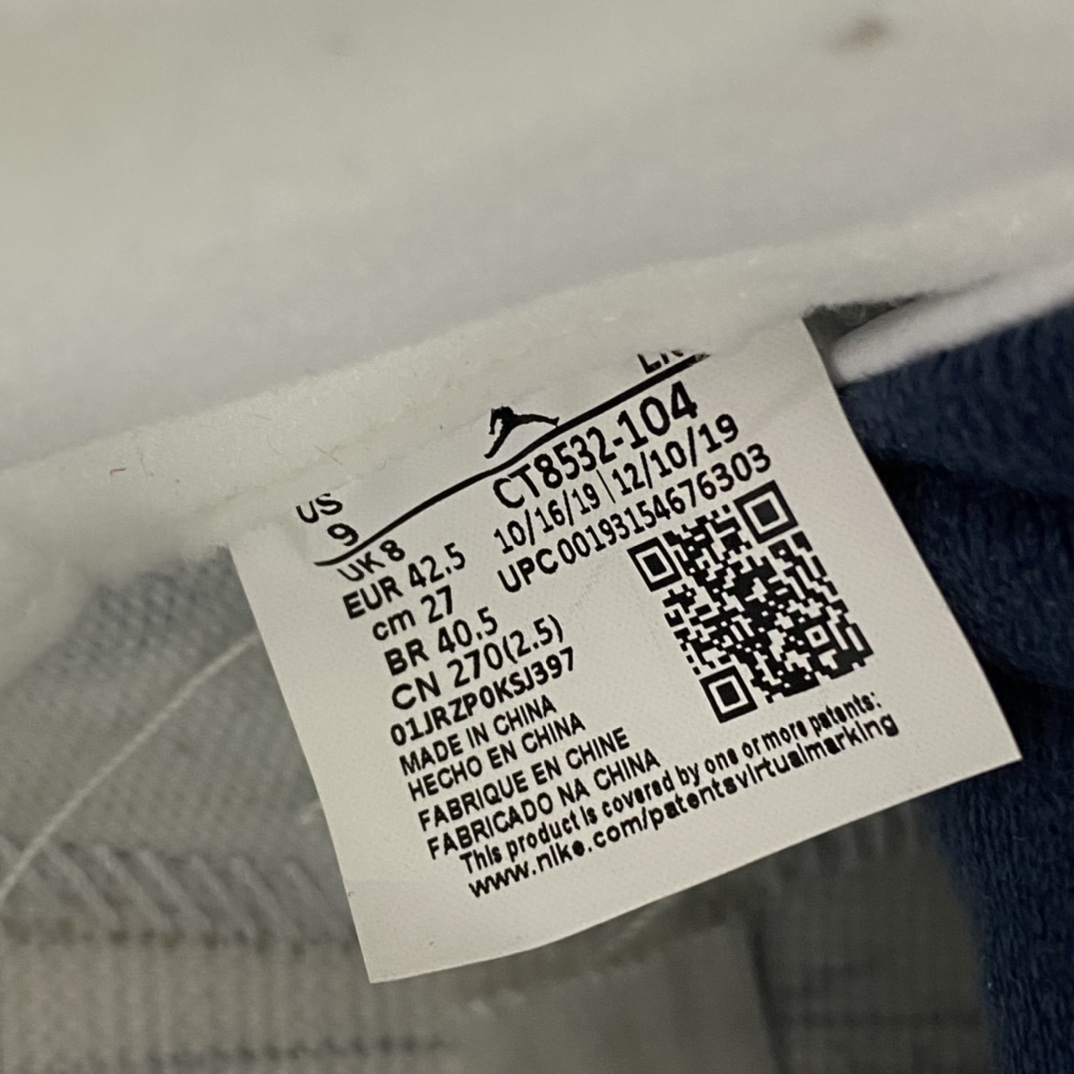 US
9
UK 8
EUR 42.5
cm 27
BR 40.5
CN 270(2.5)
01JRZP0KSJ397
MADE IN CHINA
HECHO EN CHINA
FABRIQUE EN CHINE
FABRICADO NA CHINA
This product is covered by one or more patents:
www.nike.com/patentsvirtualmarking
CT8532-104
10/16/19 | 12/10/19
UPC 00193154676303